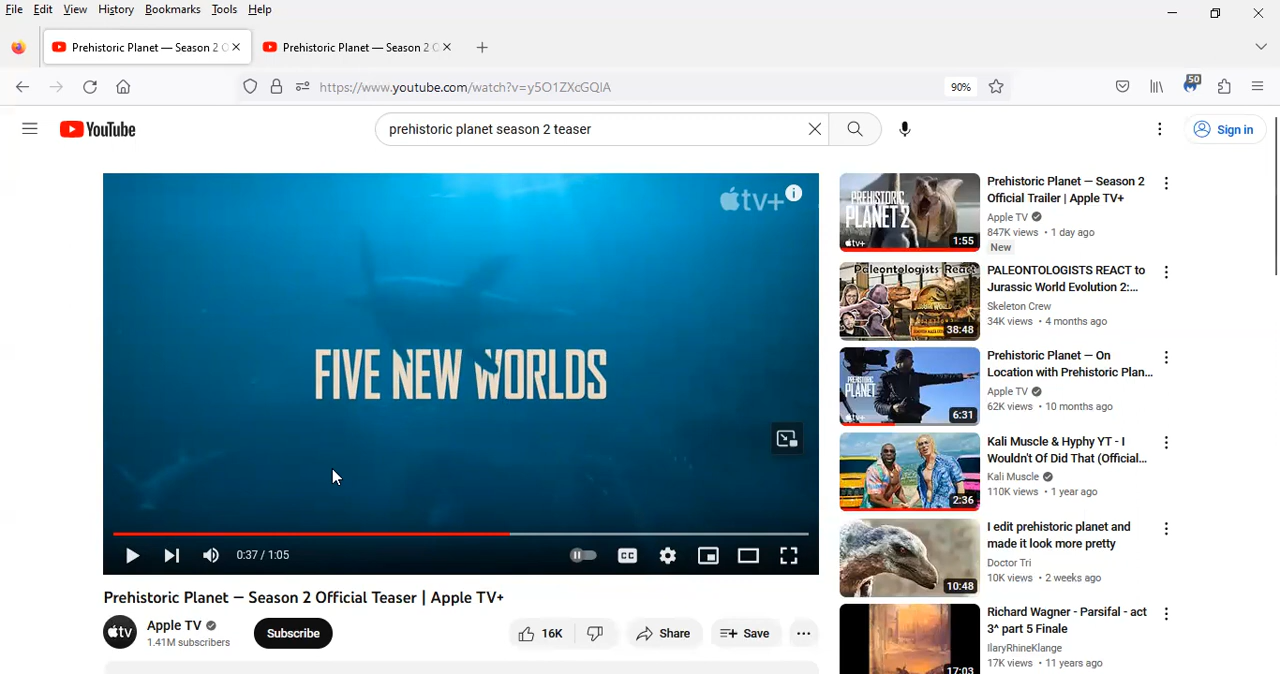 File Edit View History Bookmarks Tools Help
Prehistoric Planet — Season 2 O
Prehistoric Planet — Season 2 O
https://www.youtube.com/watch?v=y5O1ZXcGQlA
90%
50
YouTube
prehistoric planet season 2 teaser
Sign in
tv+
FIVE NEW WORLDS
0:37 / 1:05
CC
Prehistoric Planet — Season 2 Official Teaser | Apple TV+
tv
Apple TV
1.41M subscribers
Subscribe
16K
Share
Save
PREHISTORIC
PLANET 2
tv+
1:55
Prehistoric Planet — Season 2
Official Trailer | Apple TV+
Apple TV
847K views • 1 day ago
New
Paleontologists React
38:48
PALEONTOLOGISTS REACT to
Jurassic World Evolution 2:...
Skeleton Crew
34K views • 4 months ago
PREHISTORIC
PLANET
tv+
6:31
Prehistoric Planet — On
Location with Prehistoric Plan...
Apple TV
62K views • 10 months ago
2:36
Kali Muscle & Hyphy YT - I
Wouldn't Of Did That (Official...
Kali Muscle
110K views • 1 year ago
10:48
I edit prehistoric planet and
made it look more pretty
Doctor Tri
10K views • 2 weeks ago
17:03
Richard Wagner - Parsifal - act
3^ part 5 Finale
IlaryRhineKlange
17K views • 11 years ago